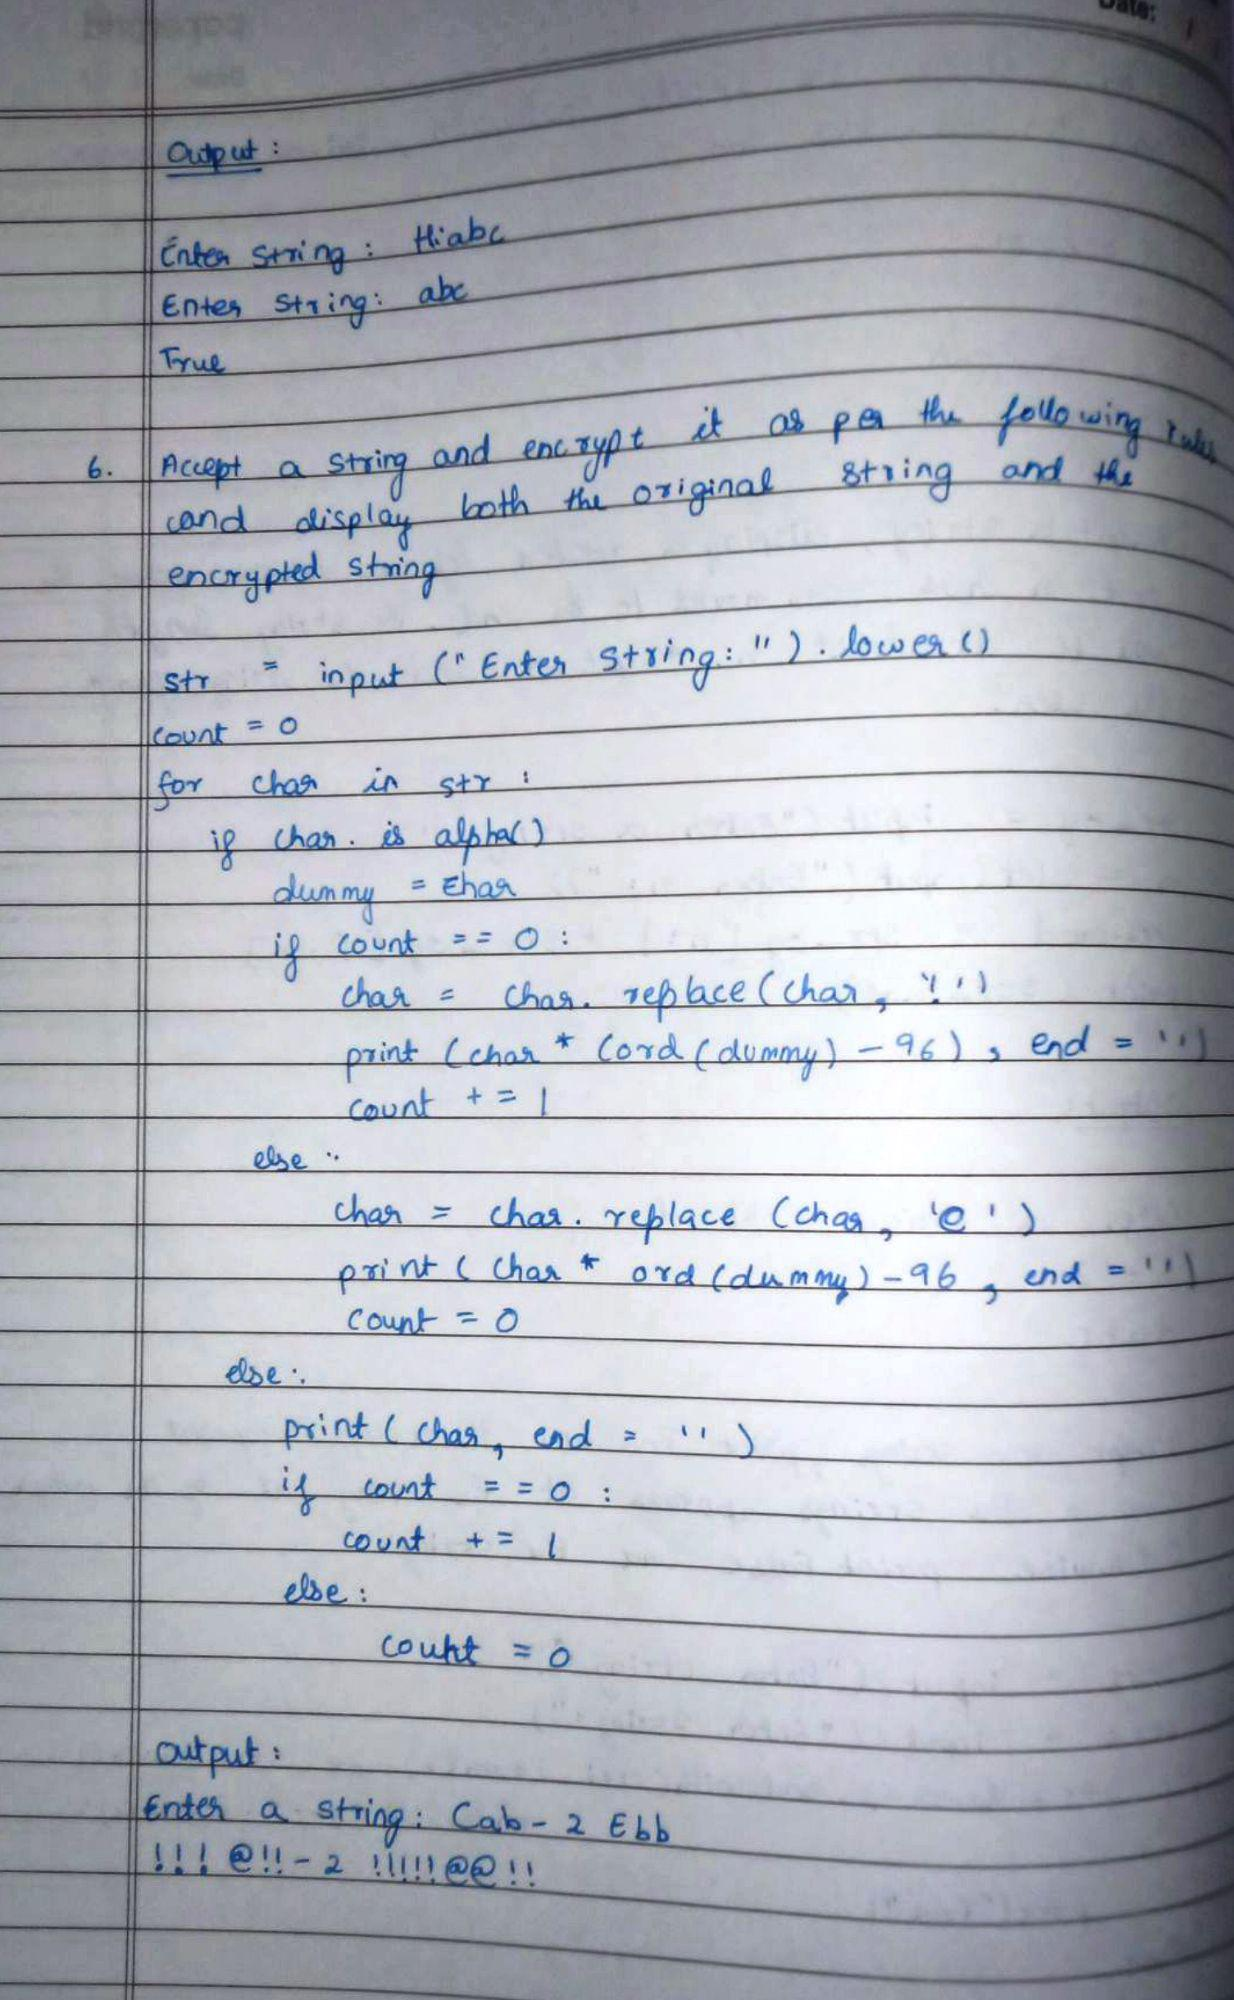 Date:
Output :
Enter string : Hiabc
Enter string: abc
True
6. Accept a string and encrypt it as per the following rules
and display both the original string and the
encrypted string
str = input ("Enter string: ") . lower ()
count = 0
for char in str :
if char . is alpha()
dummy = char
if count == 0 :
char = char. replace (char, '!')
print (char * (ord (dummy) - 96) , end = '')
count += 1
else :
char = char. replace (char, '@')
print ( char * ord (dummy) - 96 , end = '')
count = 0
else :
print ( char, end = '' )
if count == 0 :
count += 1
else :
count = 0
output :
Enter a string : Cab - 2 Ebb
!!! @!! - 2 !!!!!@@!!